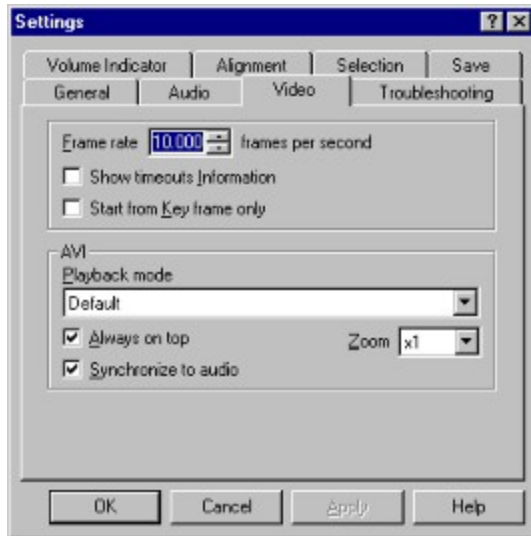 Settings
Volume Indicator Alignment Selection Save
General Audio Video Troubleshooting
Frame rate 10.000 frames per second
Show timeouts Information
Start from Key frame only
AVI
Playback mode
Default
Always on top Zoom x1
Synchronize to audio
OK Cancel Apply Help